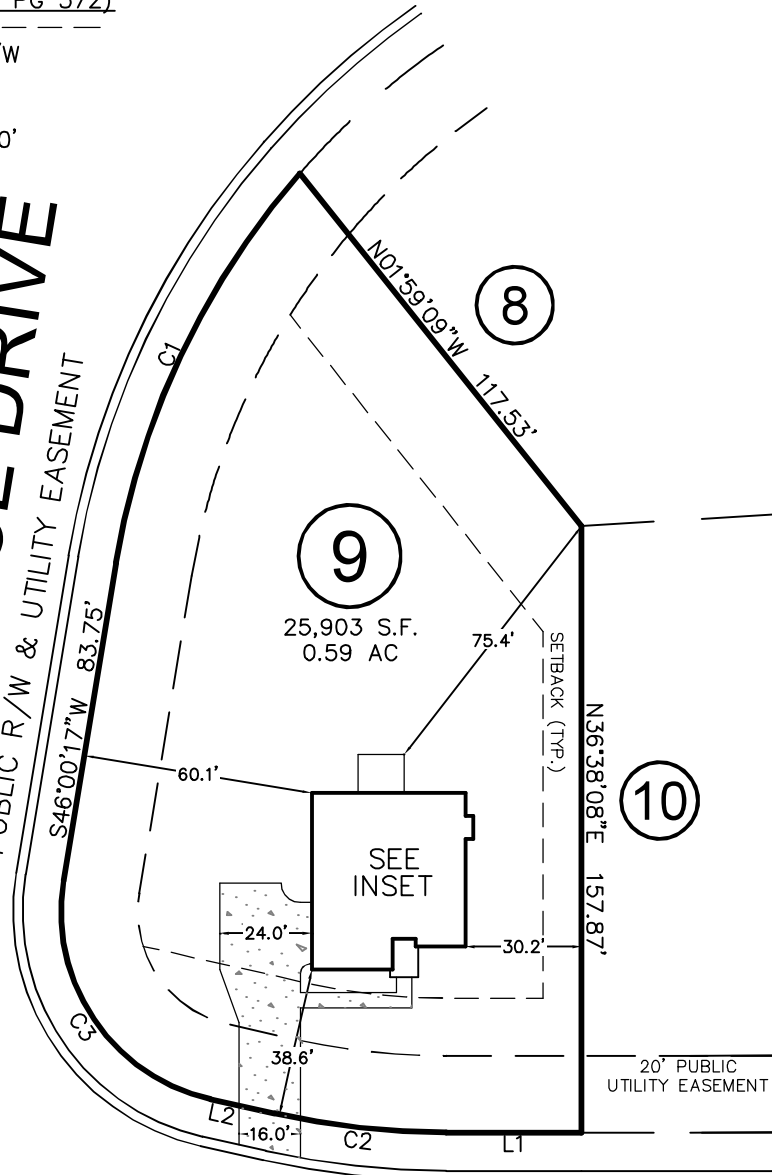 PG 572)
/W
0'
DRIVE
PUBLIC R/W & UTILITY EASEMENT
C1
N01°59'09"W 117.53'
8
9
25,903 S.F.
0.59 AC
75.4'
SETBACK (TYP.)
S46°00'17"W 83.75'
60.1'
N36°38'08"E 157.87'
10
SEE
INSET
24.0'
30.2'
C3
38.6'
20' PUBLIC
UTILITY EASEMENT
L2
16.0'
C2
L1